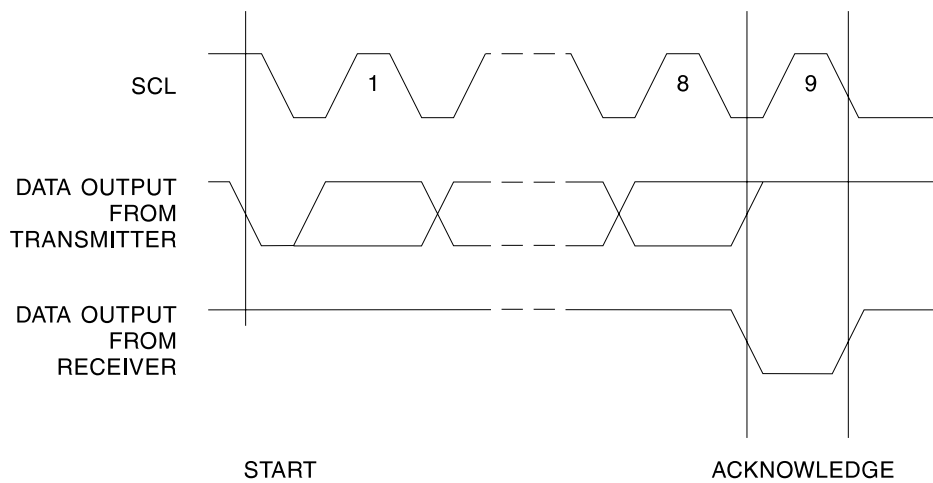 SCL
1
8
9
DATA OUTPUT
FROM
TRANSMITTER
DATA OUTPUT
FROM
RECEIVER
START
ACKNOWLEDGE